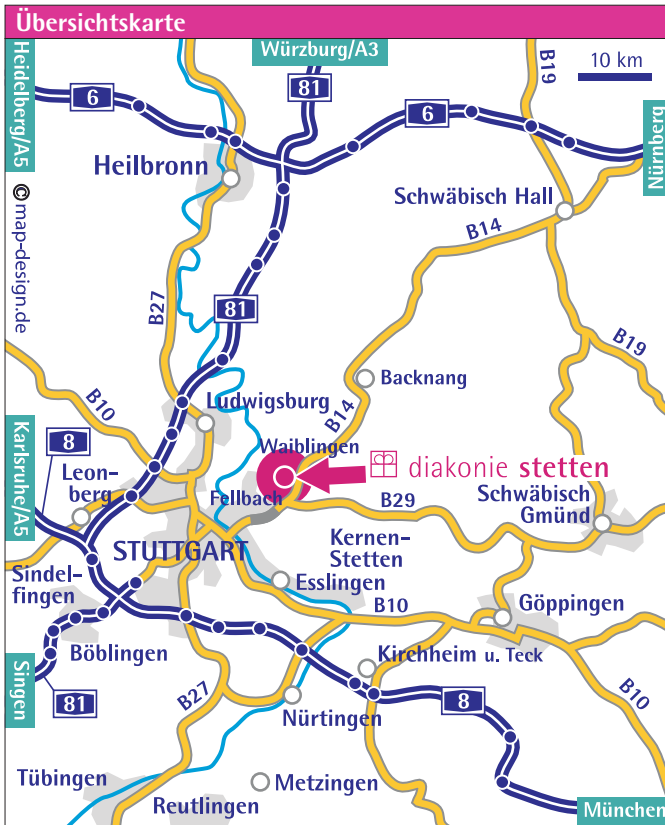 Übersichtskarte
Würzburg/A3
Heidelberg/A5
B19
10 km
81
6
6
Nürnberg
Heilbronn
Schwäbisch Hall
© map-design.de
B14
81
B27
B19
Backnang
B10
Ludwigsburg
B14
Karlsruhe/A5
8
Waiblingen
diakonie stetten
Leon-
berg
Fellbach
B29
Schwäbisch
Gmünd
STUTTGART
Kernen-
Stetten
Sindel-
fingen
Esslingen
B10
Göppingen
Böblingen
Kirchheim u. Teck
Singen
81
B27
8
B10
Nürtingen
Tübingen
Metzingen
Reutlingen
München